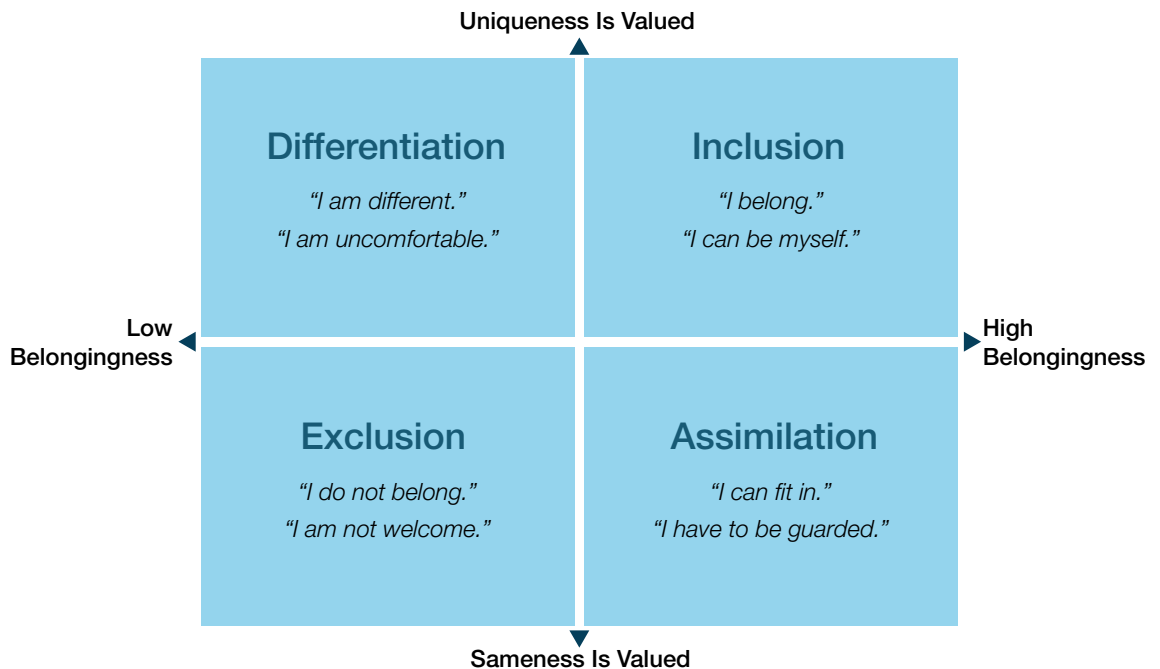 Uniqueness Is Valued
Differentiation
“I am different.”
“I am uncomfortable.”
Inclusion
“I belong.”
“I can be myself.”
Low
Belongingness
High
Belongingness
Exclusion
“I do not belong.”
“I am not welcome.”
Assimilation
“I can fit in.”
“I have to be guarded.”
Sameness Is Valued